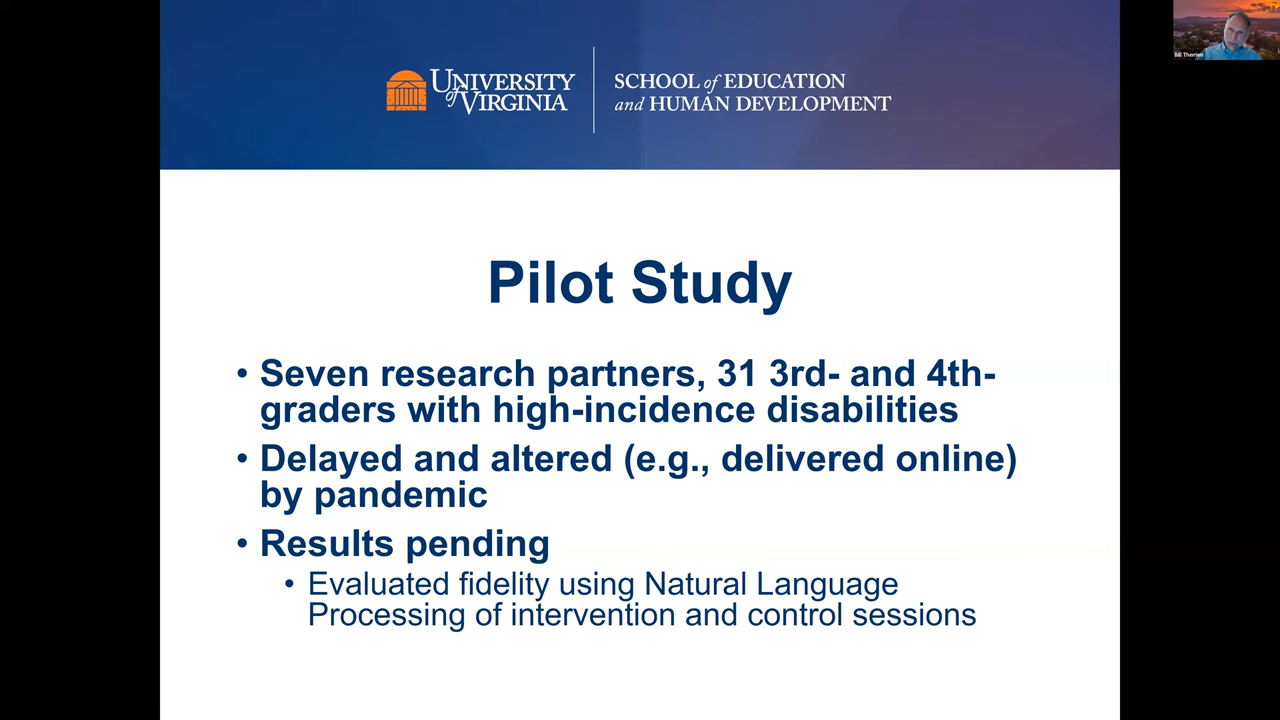 UNIVERSITY
of VIRGINIA
SCHOOL of EDUCATION
and HUMAN DEVELOPMENT
Bill Therrien
Pilot Study
• Seven research partners, 31 3rd- and 4th-
graders with high-incidence disabilities
• Delayed and altered (e.g., delivered online)
by pandemic
• Results pending
• Evaluated fidelity using Natural Language
Processing of intervention and control sessions